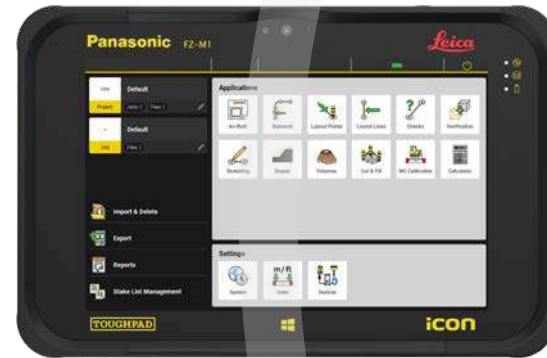 Panasonic FZ-M1
Leica
Default
Project
Jobs 1
Files 1
Default
Job
Files 1
Import & Delete
Export
Reports
Stake List Management
Applications
As-Built
Layout Points
Layout Lines
Checks
Verification
Sketching
Slopes
Volumes
Cut & Fill
MC Calibration
Calculator
Settings
System
m/ft
Units
Devices
TOUGHPAD
icon